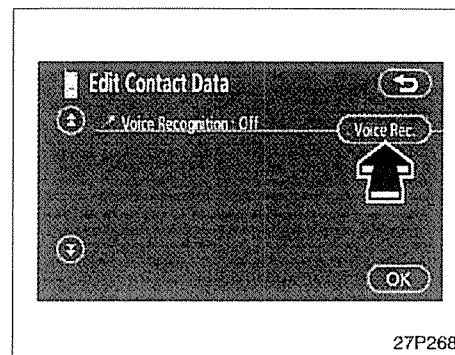 Edit Contact Data
Voice Recognition : Off
Voice Rec.
OK
27P268